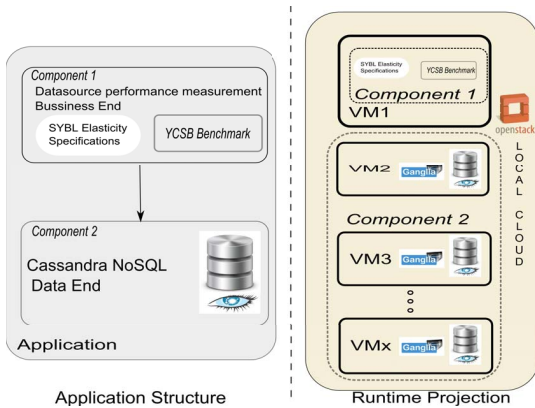 Component 1
Datasource performance measurement
Bussiness End
SYBL Elasticity
Specifications
YCSB Benchmark
Component 2
Cassandra NoSQL
Data End
Application
Application Structure
SYBL Elasticity
Specifications
YCSB Benchmark
Component 1
VM1
openstack
LOCAL CLOUD
VM2
Ganglia
Component 2
VM3
Ganglia
VMx
Ganglia
Runtime Projection